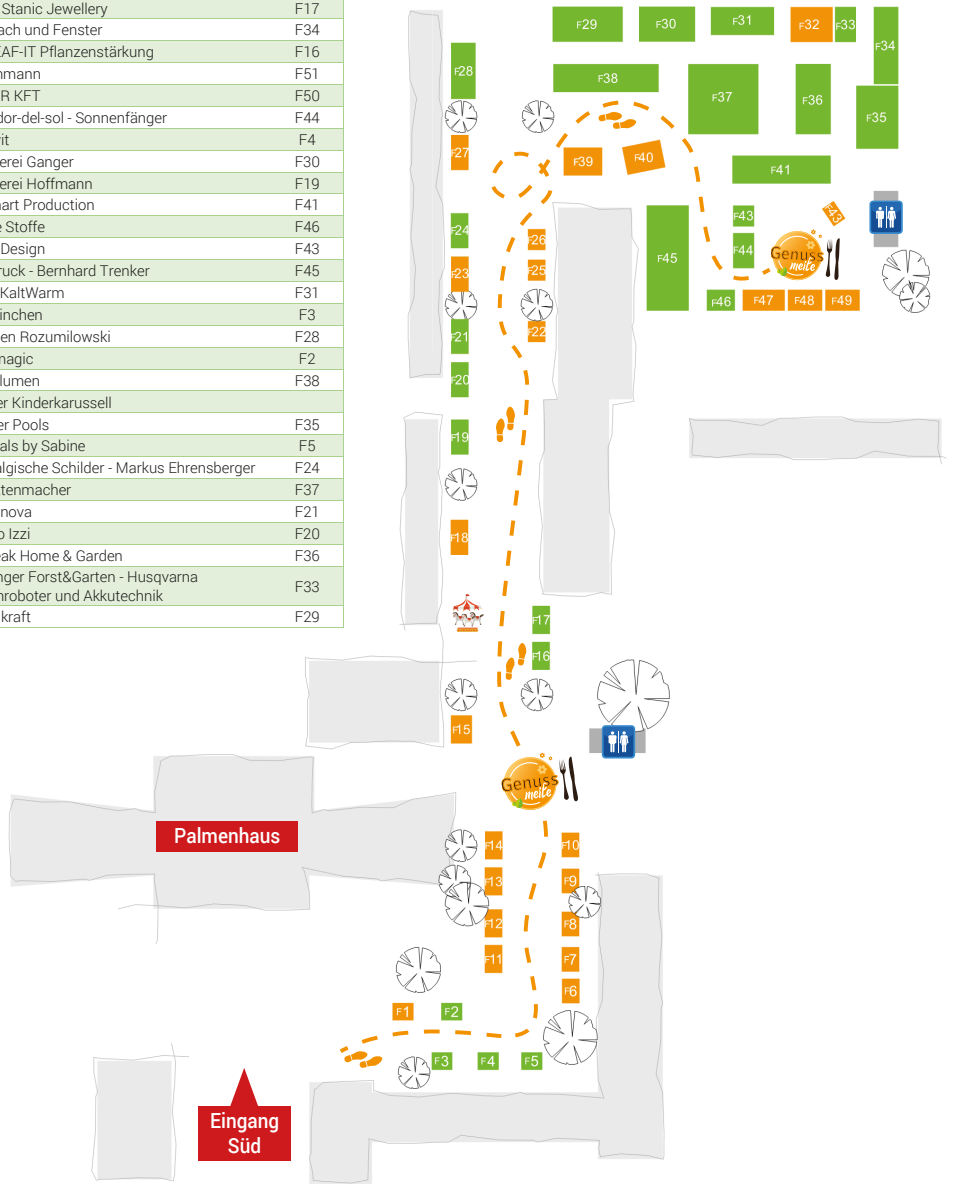 Stanic Jewellery F17
ach und Fenster F34
AF-IT Pflanzenstärkung F16
mann F51
R KFT F50
dor-del-sol - Sonnenfänger F44
it F4
erei Ganger F30
erei Hoffmann F19
art Production F41
e Stoffe F46
Design F43
ruck - Bernhard Trenker F45
KaltWarm F31
inchen F3
en Rozumilowski F28
magic F2
lumen F38
er Kinderkarussell
er Pools F35
als by Sabine F5
lgische Schilder - Markus Ehrensberger F24
tenmacher F37
nova F21
o Izzi F20
eak Home & Garden F36
nger Forst&Garten - Husqvarna
nroboter und Akkutechnik F33
kraft F29
F29
F30
F31
F32
F33
F34
F28
F38
F37
F36
F35
F27
F39
F40
F41
F24
F26
F45
F43
F43
F44
Genuss
meile
F23
F25
F46
F47
F48
F49
F21
F22
F20
F19
F18
F17
F16
F15
Genuss
meile
Palmenhaus
F14
F10
F13
F9
F12
F8
F11
F7
F6
F1
F2
F3
F4
F5
Eingang
Süd